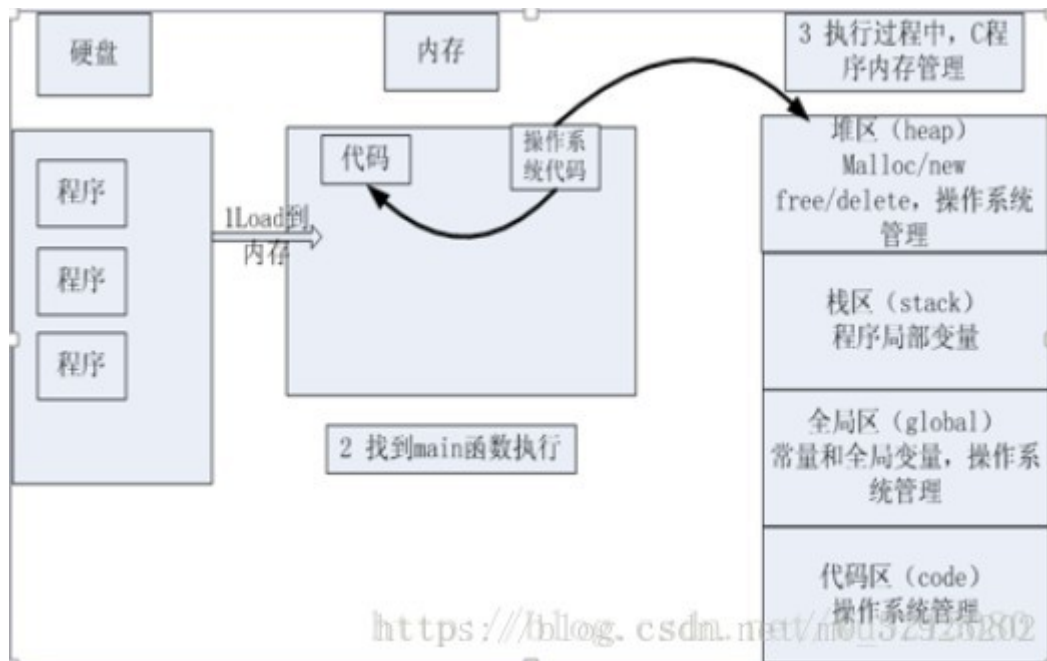 硬盘
内存
3 执行过程中，C程
序内存管理
程序
程序
程序
1Load到
内存
代码
操作系
统代码
2 找到main函数执行
堆区（heap）
Malloc/new
free/delete，操作系统
管理
栈区（stack）
程序局部变量
全局区（global）
常量和全局变量，操作系
统管理
代码区（code）
操作系统管理
https://blog.csdn.net/